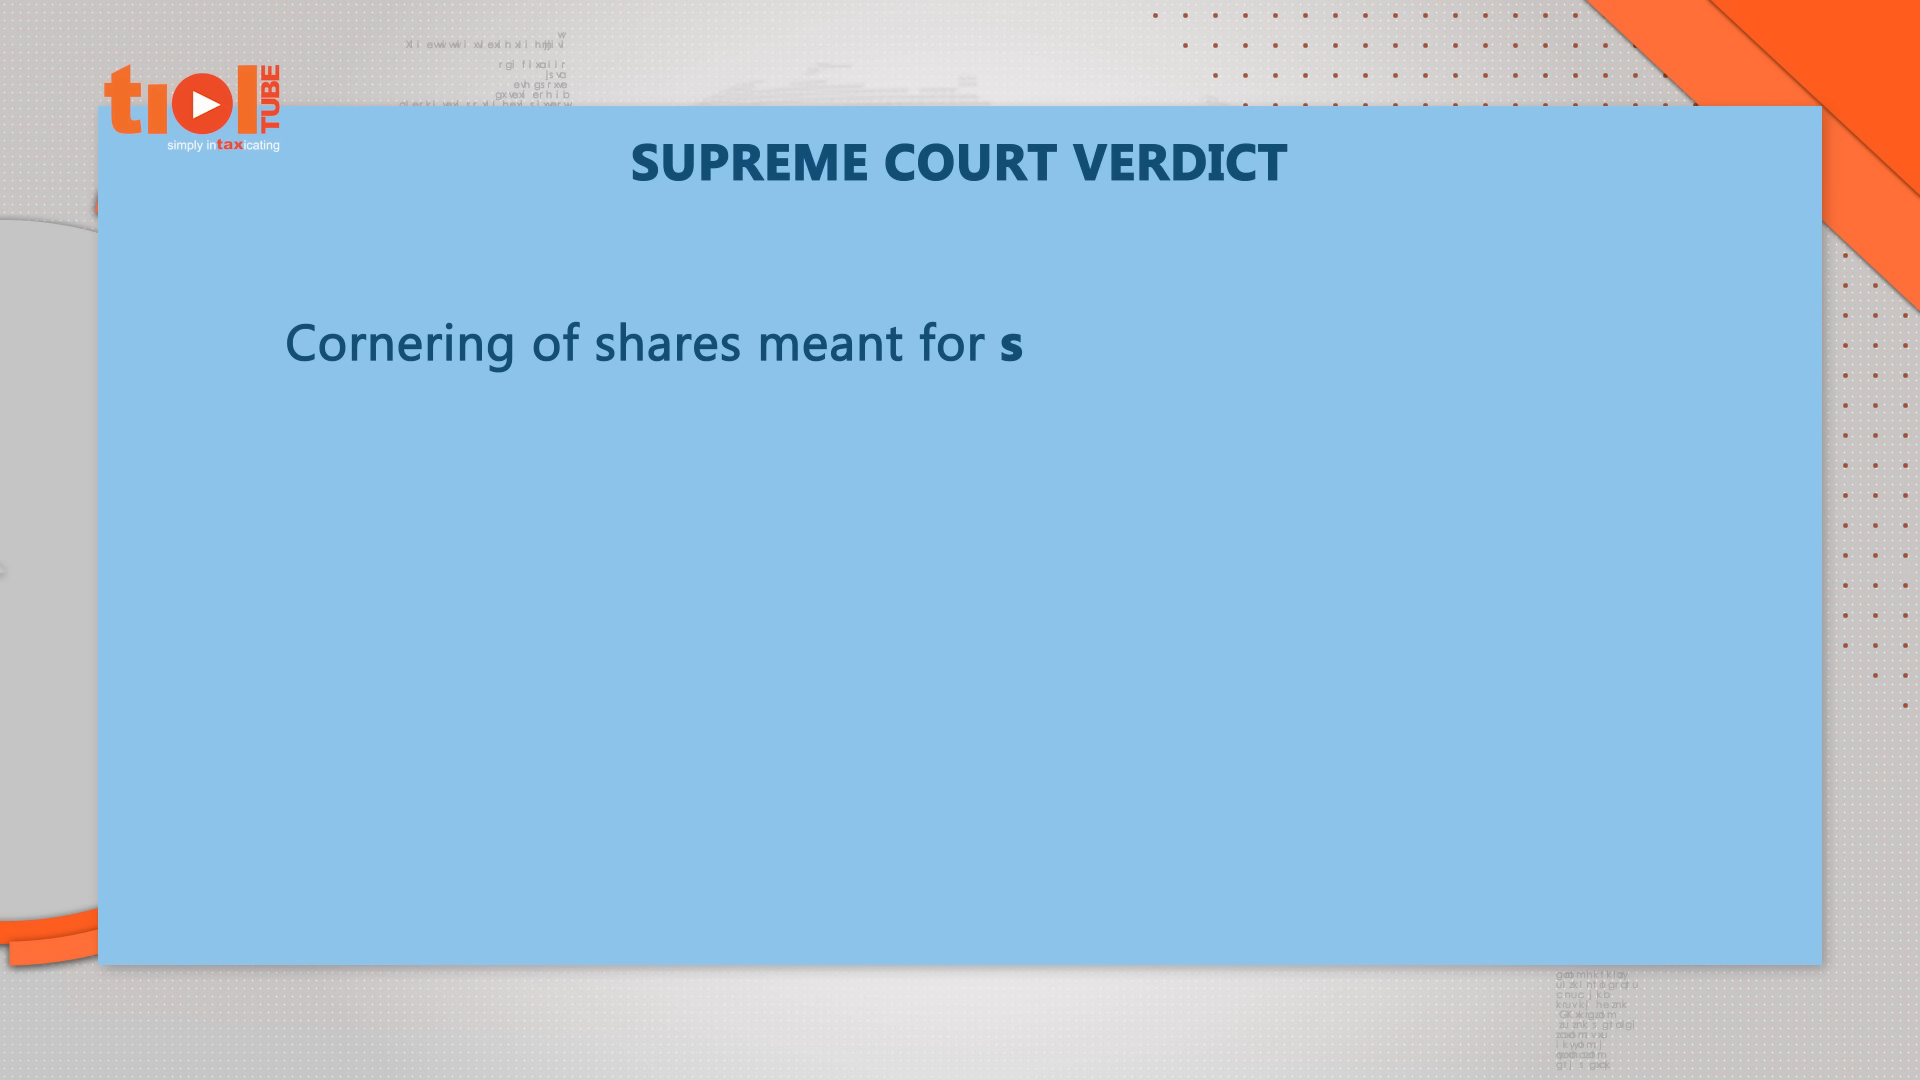 tiol TUBE
simply intaxicating
SUPREME COURT VERDICT
Cornering of shares meant for s